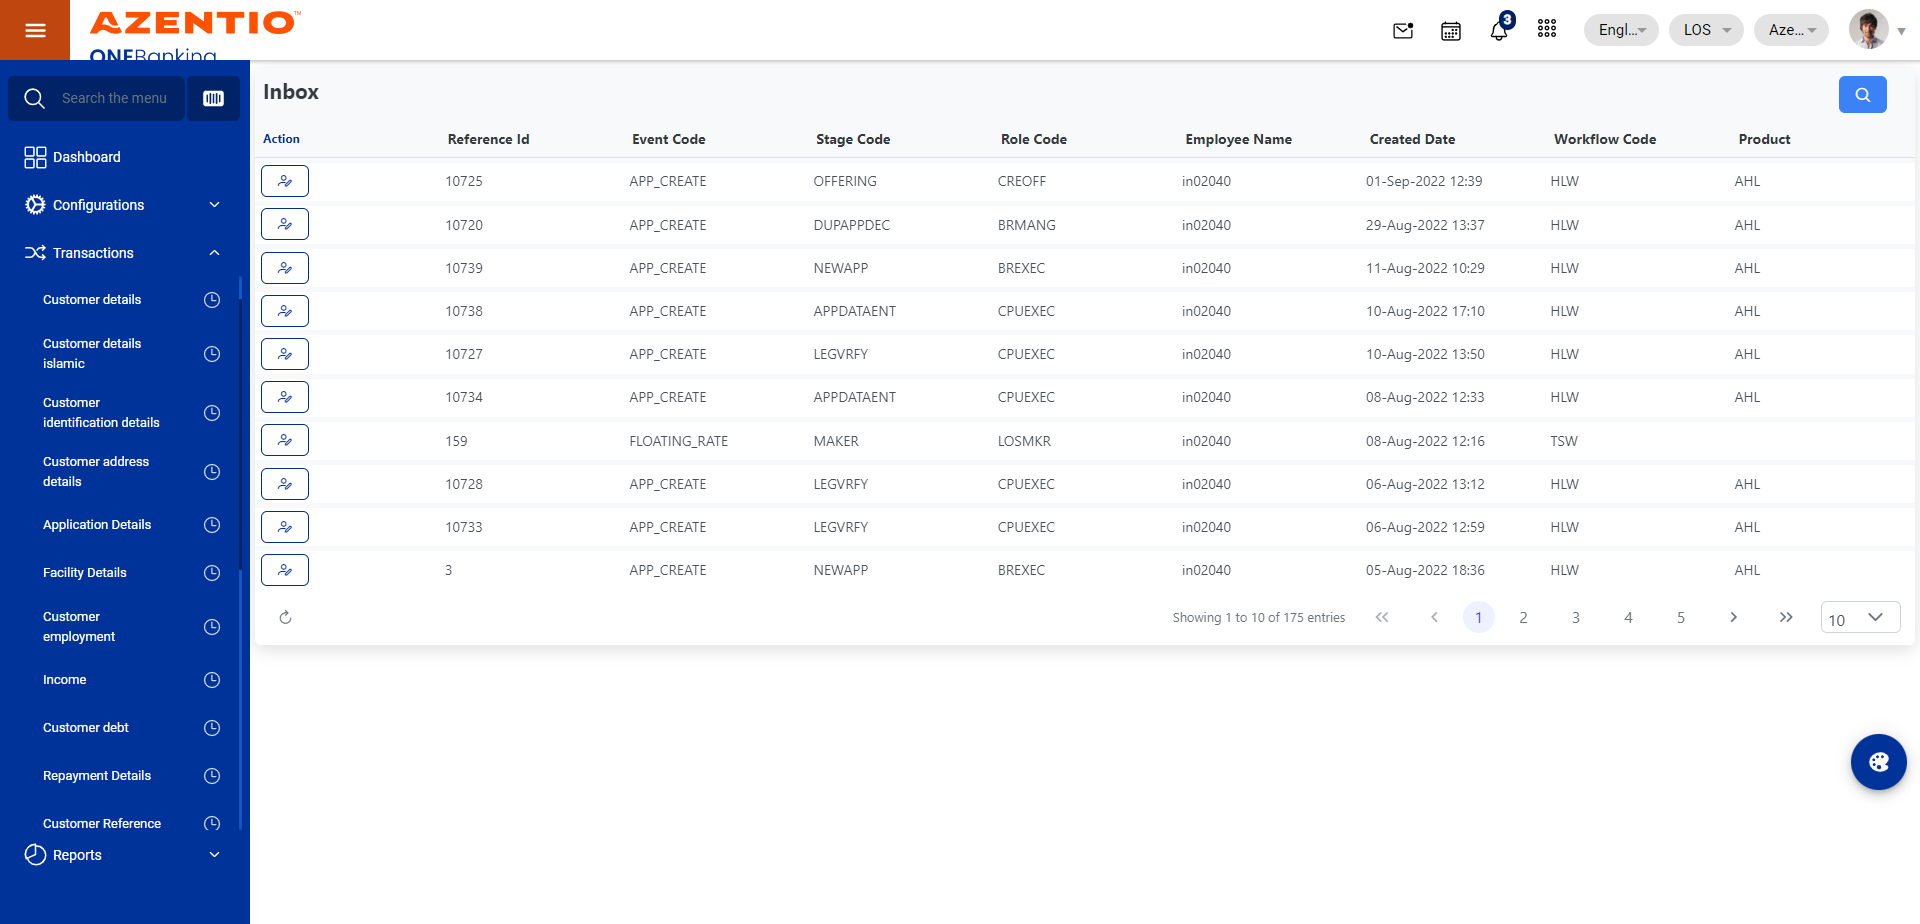 AZENTIO™
ONEBanking
3
Engl...
LOS
Aze...
Search the menu
Dashboard
Configurations
Transactions
Customer details
Customer details
islamic
Customer
identification details
Customer address
details
Application Details
Facility Details
Customer
employment
Income
Customer debt
Repayment Details
Customer Reference
Reports
Inbox
Action Reference Id Event Code Stage Code Role Code Employee Name Created Date Workflow Code Product
10725 APP_CREATE OFFERING CREOFF in02040 01-Sep-2022 12:39 HLW AHL
10720 APP_CREATE DUPAPPDEC BRMANG in02040 29-Aug-2022 13:37 HLW AHL
10739 APP_CREATE NEWAPP BREXEC in02040 11-Aug-2022 10:29 HLW AHL
10738 APP_CREATE APPDATAENT CPUEXEC in02040 10-Aug-2022 17:10 HLW AHL
10727 APP_CREATE LEGVRFY CPUEXEC in02040 10-Aug-2022 13:50 HLW AHL
10734 APP_CREATE APPDATAENT CPUEXEC in02040 08-Aug-2022 12:33 HLW AHL
159 FLOATING_RATE MAKER LOSMKR in02040 08-Aug-2022 12:16 TSW
10728 APP_CREATE LEGVRFY CPUEXEC in02040 06-Aug-2022 13:12 HLW AHL
10733 APP_CREATE LEGVRFY CPUEXEC in02040 06-Aug-2022 12:59 HLW AHL
3 APP_CREATE NEWAPP BREXEC in02040 05-Aug-2022 18:36 HLW AHL
Showing 1 to 10 of 175 entries 1 2 3 4 5 10